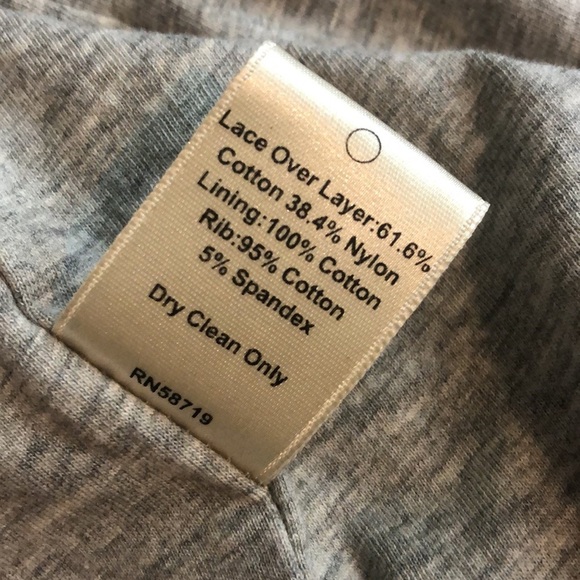 Lace Over Layer:61.6%
Cotton 38.4% Nylon
Lining:100% Cotton
Rib:95% Cotton
5% Spandex
Dry Clean Only
RN58719